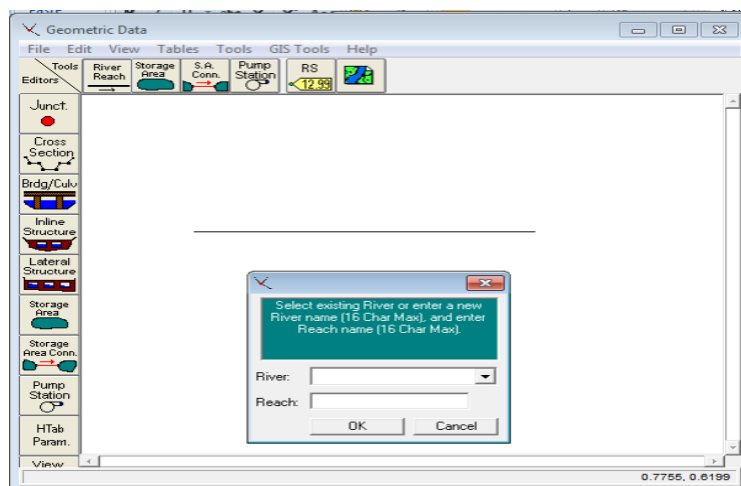 Geometric Data
File Edit View Tables Tools GIS Tools Help
Tools
Editors
River
Reach
Storage
Area
S.A.
Conn.
Pump
Station
RS
12.99
Junct.
Cross
Section
Brdg/Culv
Inline
Structure
Lateral
Structure
Storage
Area
Storage
Area Conn.
Pump
Station
HTab
Param.
View
Select existing River or enter a new
River name (16 Char Max), and enter
Reach name (16 Char Max).
River:
Reach:
OK Cancel
0.7755, 0.6199